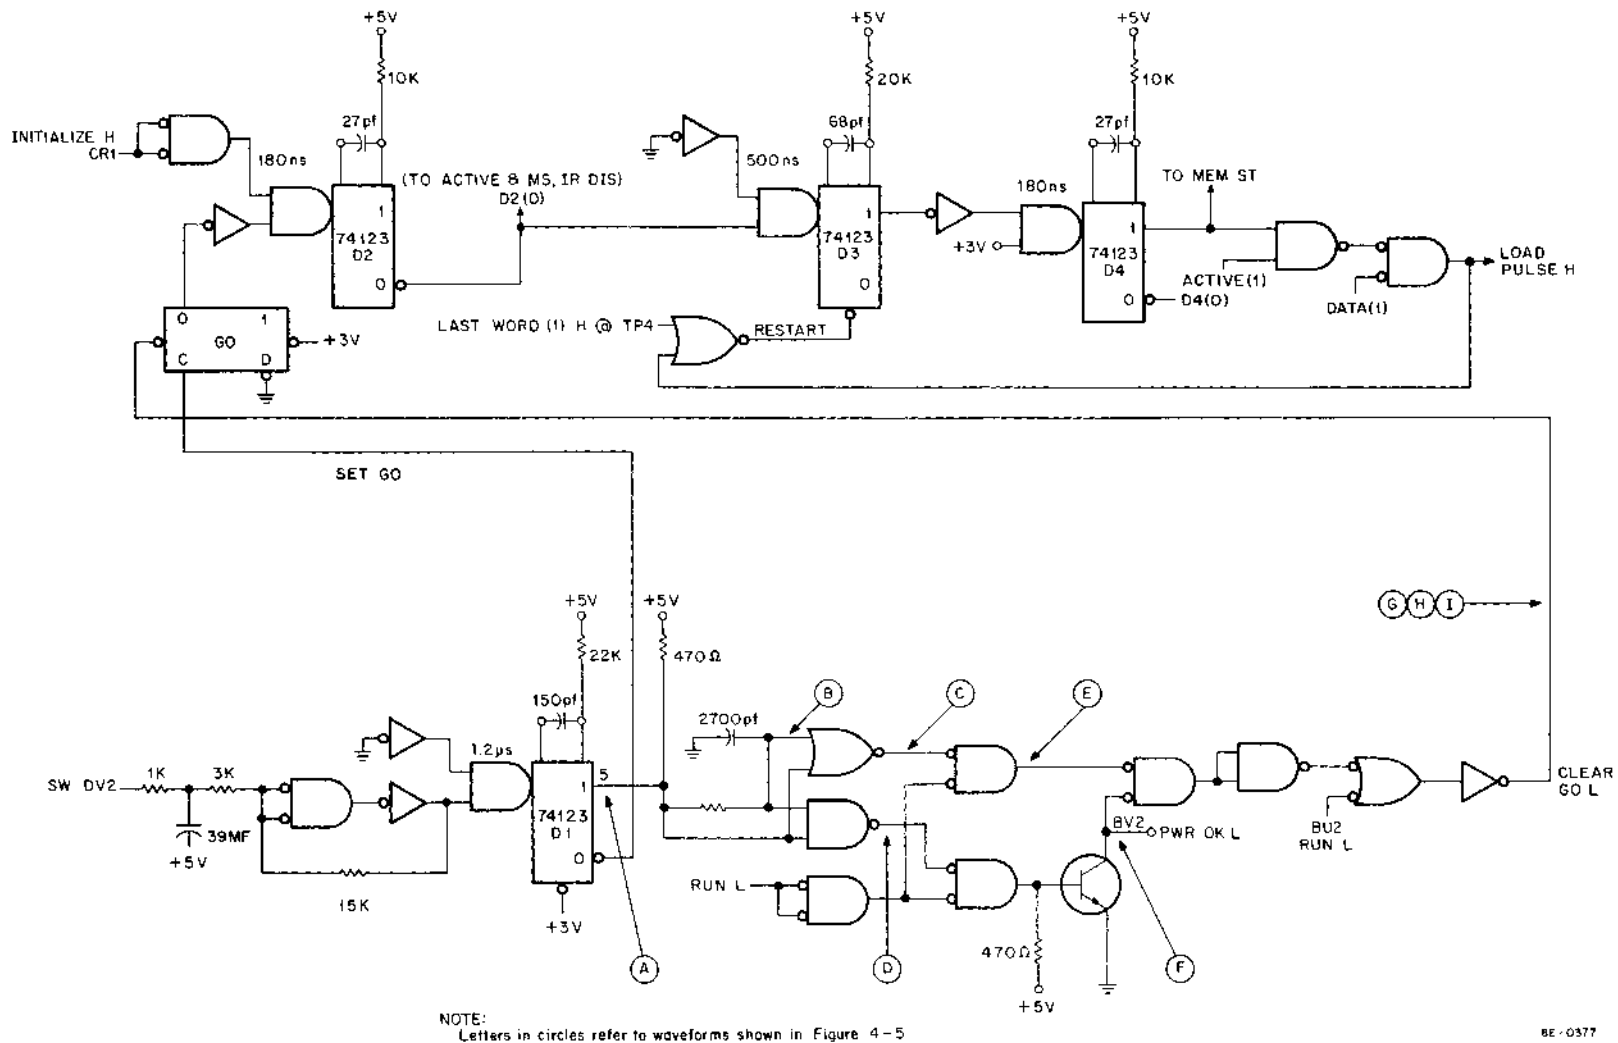 +5V
+5V
+5V
10K
20K
10K
27pf
68pf
27pf
INITIALIZE H
CR1
180ns
500ns
180ns
(TO ACTIVE & MS, IR DIS)
D2(0)
TO MEM ST
1
74123
D2
0
1
74123
D3
0
+3V
1
74123
D4
0
D4(0)
ACTIVE(1)
DATA(1)
LOAD
PULSE H
0
1
GO
C
D
+3V
LAST WORD (1) H @ TP4
RESTART
SET GO
G
H
I
+5V
+5V
22K
470Ω
150pf
2700pf
B
C
E
SW DV2
1K
3K
39MF
+5V
15K
1.2µs
5
1
74123
D1
0
+3V
A
RUN L
D
470Ω
+5V
BV2
PWR OK L
F
BU2
RUN L
CLEAR
GO L
NOTE:
Letters in circles refer to waveforms shown in Figure 4-5
8E-0377